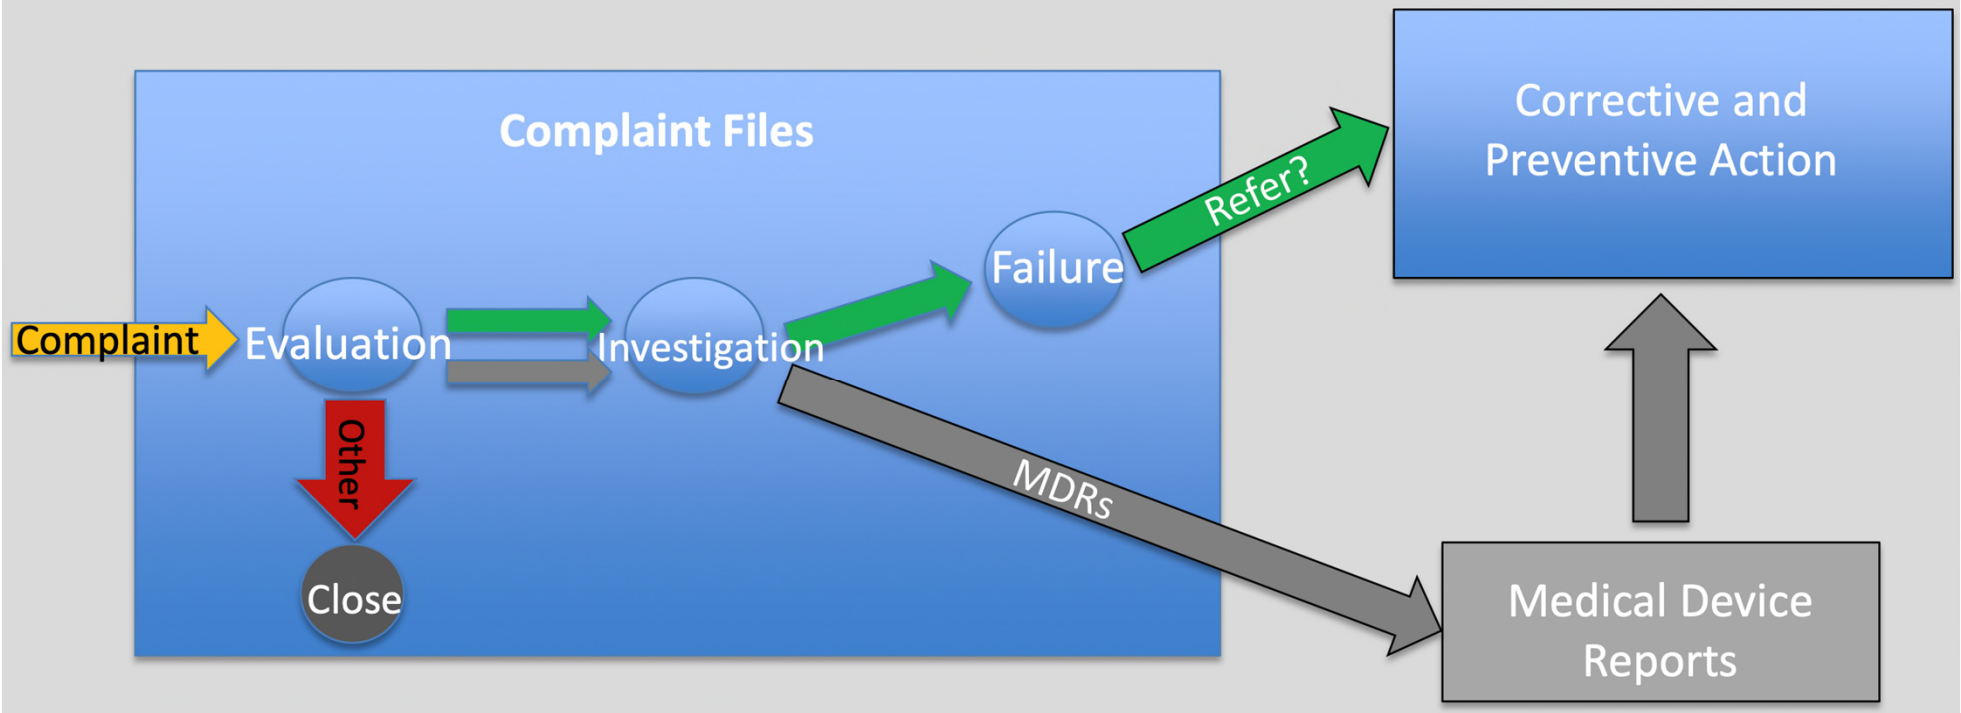 Complaint Files
Corrective and
Preventive Action
Refer?
Failure
Complaint
Evaluation
Investigation
Other
MDRs
Close
Medical Device
Reports